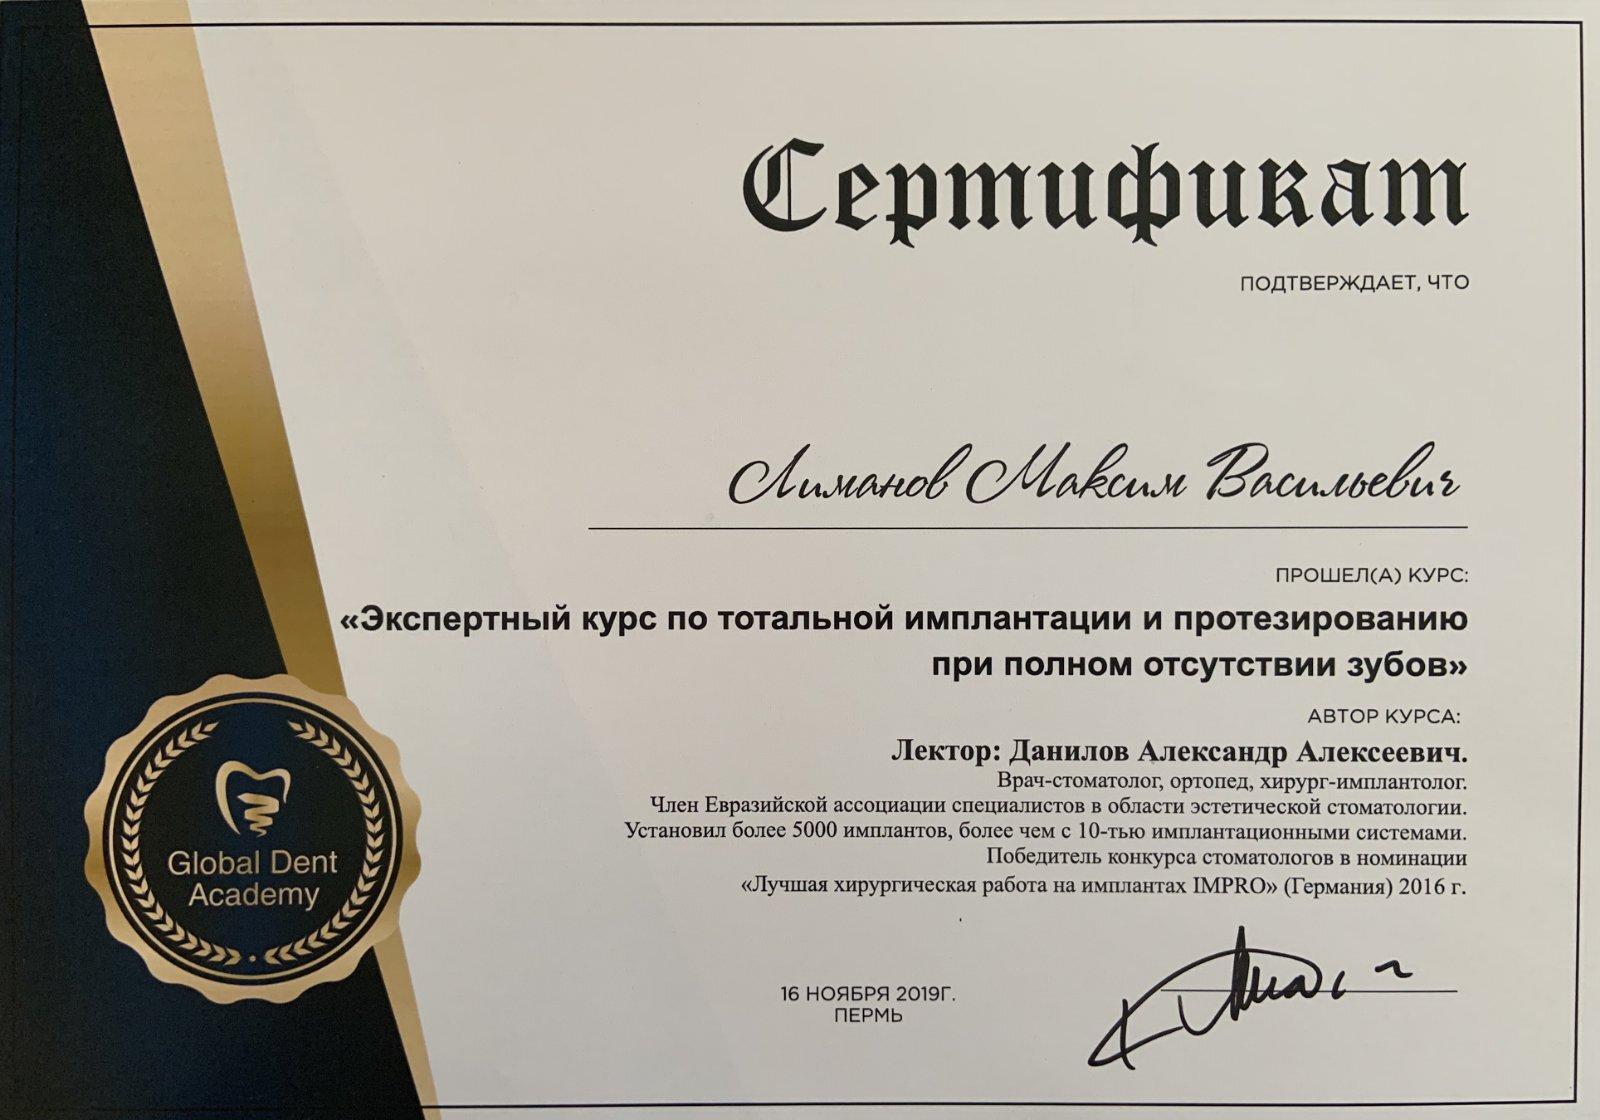 Сертификат
ПОДТВЕРЖДАЕТ, ЧТО
Лиманов Максим Васильевич
ПРОШЕЛ(А) КУРС:
«Экспертный курс по тотальной имплантации и протезированию
при полном отсутствии зубов»
АВТОР КУРСА:
Лектор: Данилов Александр Алексеевич.
Врач-стоматолог, ортопед, хирург-имплантолог.
Член Евразийской ассоциации специалистов в области эстетической стоматологии.
Установил более 5000 имплантов, более чем с 10-тью имплантационными системами.
Победитель конкурса стоматологов в номинации
«Лучшая хирургическая работа на имплантах IMPRO» (Германия) 2016 г.
Global Dent
Academy
16 НОЯБРЯ 2019Г.
ПЕРМЬ